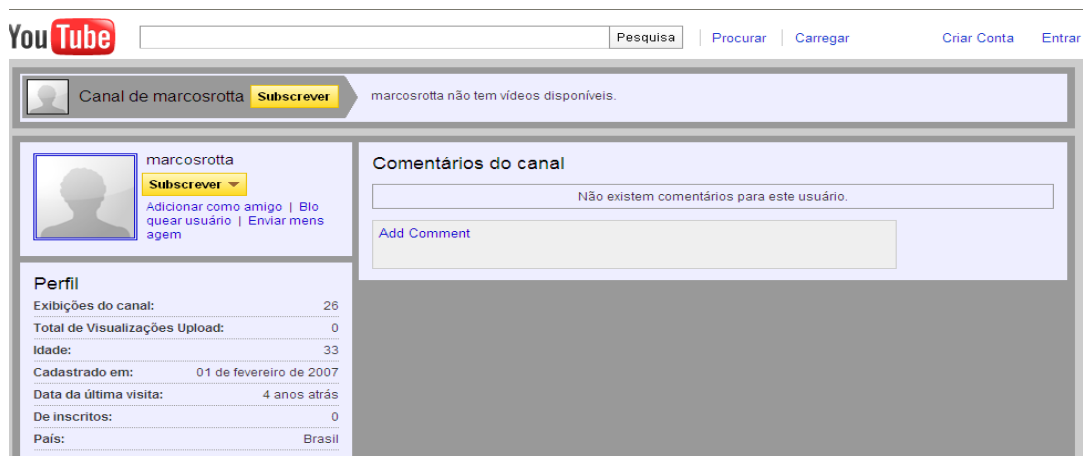 You Tube Pesquisa Procurar Carregar Criar Conta Entrar
Canal de marcosrotta Subscrever marcosrotta não tem vídeos disponíveis.
marcosrotta
Subscrever
Adicionar como amigo | Blo
quear usuário | Enviar mens
agem
Comentários do canal
Não existem comentários para este usuário.
Add Comment
Perfil
Exibições do canal: 26
Total de Visualizações Upload: 0
Idade: 33
Cadastrado em: 01 de fevereiro de 2007
Data da última visita: 4 anos atrás
De inscritos: 0
País: Brasil